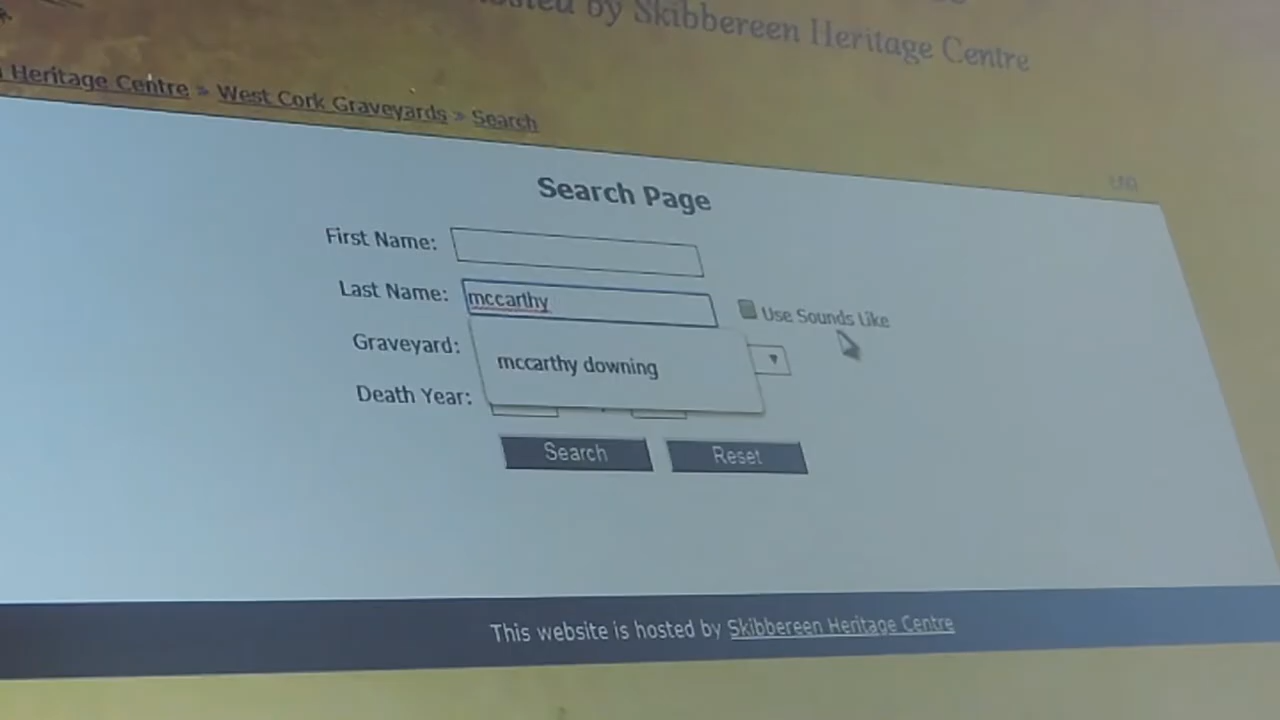 by Skibbereen Heritage Centre
Heritage Centre » West Cork Graveyards » Search
Search Page
First Name:
Last Name: mccarthy Use Sounds Like
Graveyard: mccarthy downing
Death Year:
Search Reset
This website is hosted by Skibbereen Heritage Centre